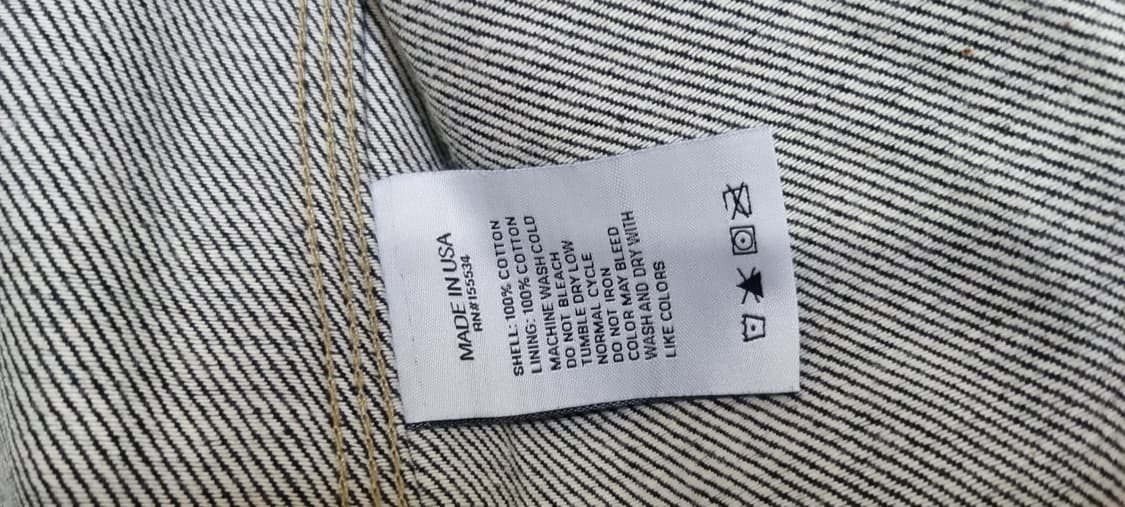 MADE IN USA
RN#155534
SHELL: 100% COTTON
LINING: 100% COTTON
MACHINE WASH COLD
DO NOT BLEACH
TUMBLE DRY LOW
NORMAL CYCLE
DO NOT IRON
COLOR MAY BLEED
WASH AND DRY WITH
LIKE COLORS